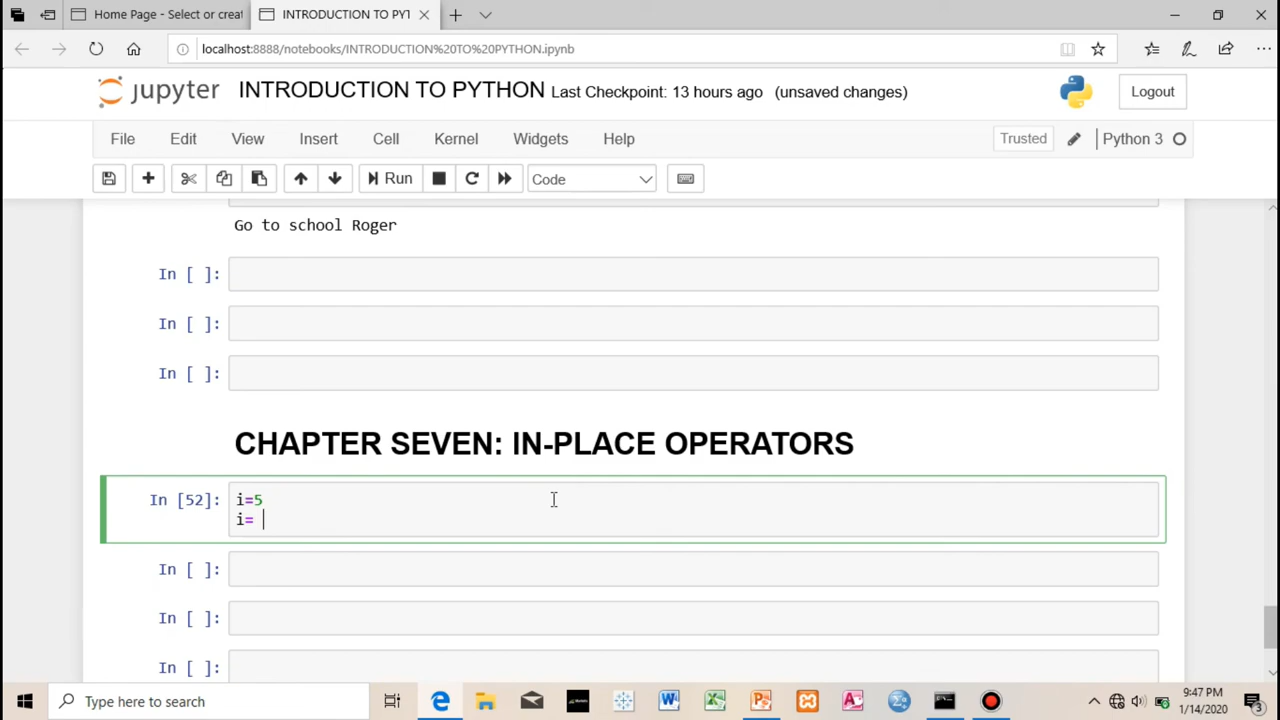 Home Page - Select or creat
INTRODUCTION TO PYT
localhost:8888/notebooks/INTRODUCTION%20TO%20PYTHON.ipynb
jupyter INTRODUCTION TO PYTHON Last Checkpoint: 13 hours ago (unsaved changes)
Logout
File Edit View Insert Cell Kernel Widgets Help
Trusted
Python 3
Run
Code
Go to school Roger
In [ ]:
In [ ]:
In [ ]:
CHAPTER SEVEN: IN-PLACE OPERATORS
In [52]: i=5
i=
In [ ]:
In [ ]:
In [ ]:
Type here to search
9:47 PM
1/14/2020
3